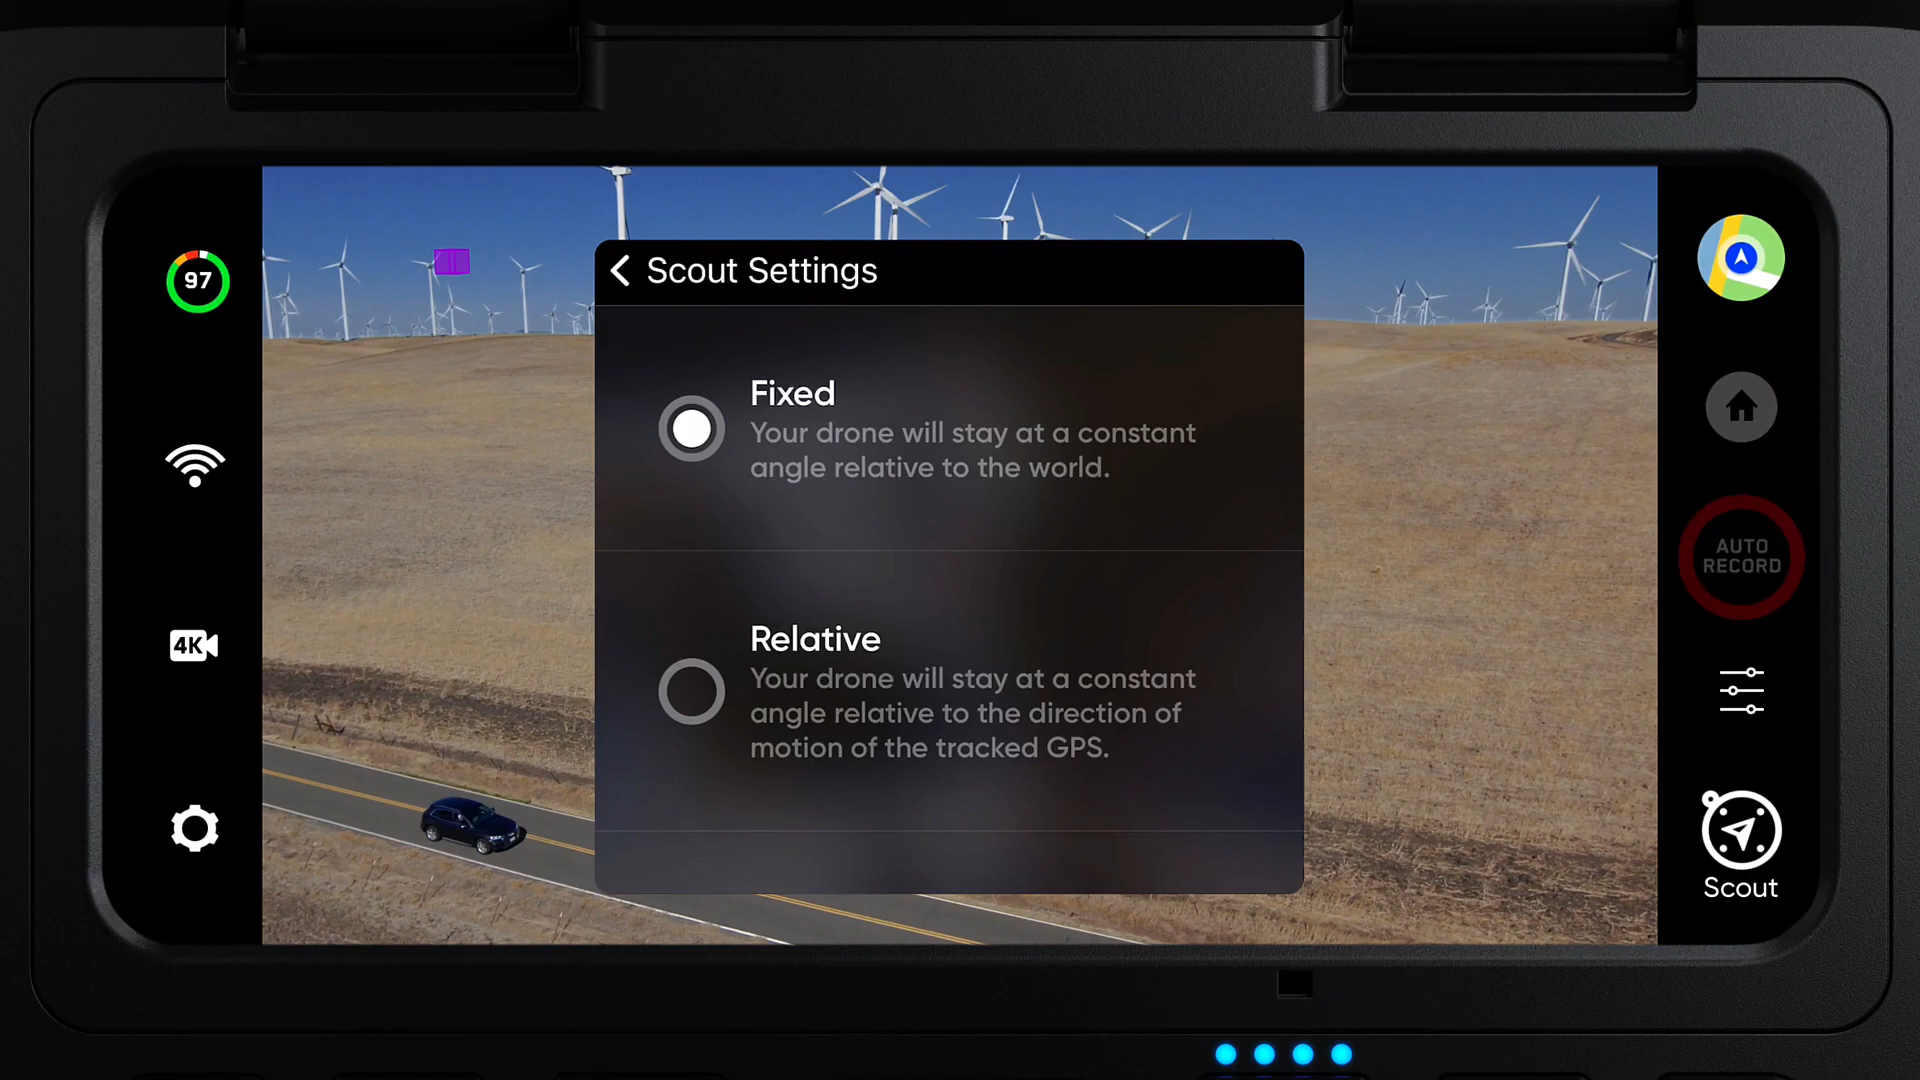 97
4K
Scout Settings
Fixed
Your drone will stay at a constant
angle relative to the world.
Relative
Your drone will stay at a constant
angle relative to the direction of
motion of the tracked GPS.
AUTO
RECORD
Scout